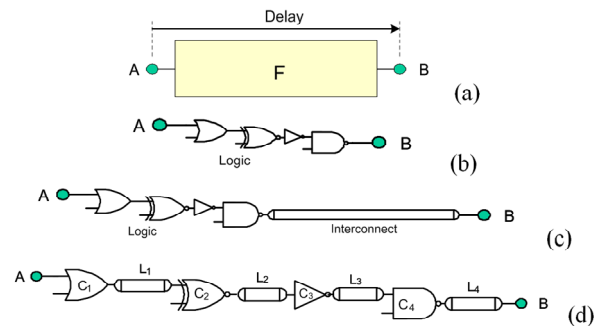 Delay
A F B
(a)
A B
Logic
(b)
A B
Logic Interconnect
(c)
L1 L2 L3 L4
A C1 C2 C3 C4 B
(d)